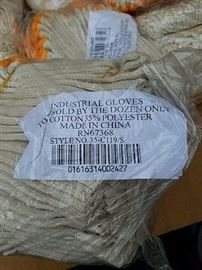 INDUSTRIAL GLOVES
SOLD BY THE DOZEN ONLY
COTTON 35% POLYESTER
MADE IN CHINA
RN67368
STYLE NO.35-C119/S
01616314002427